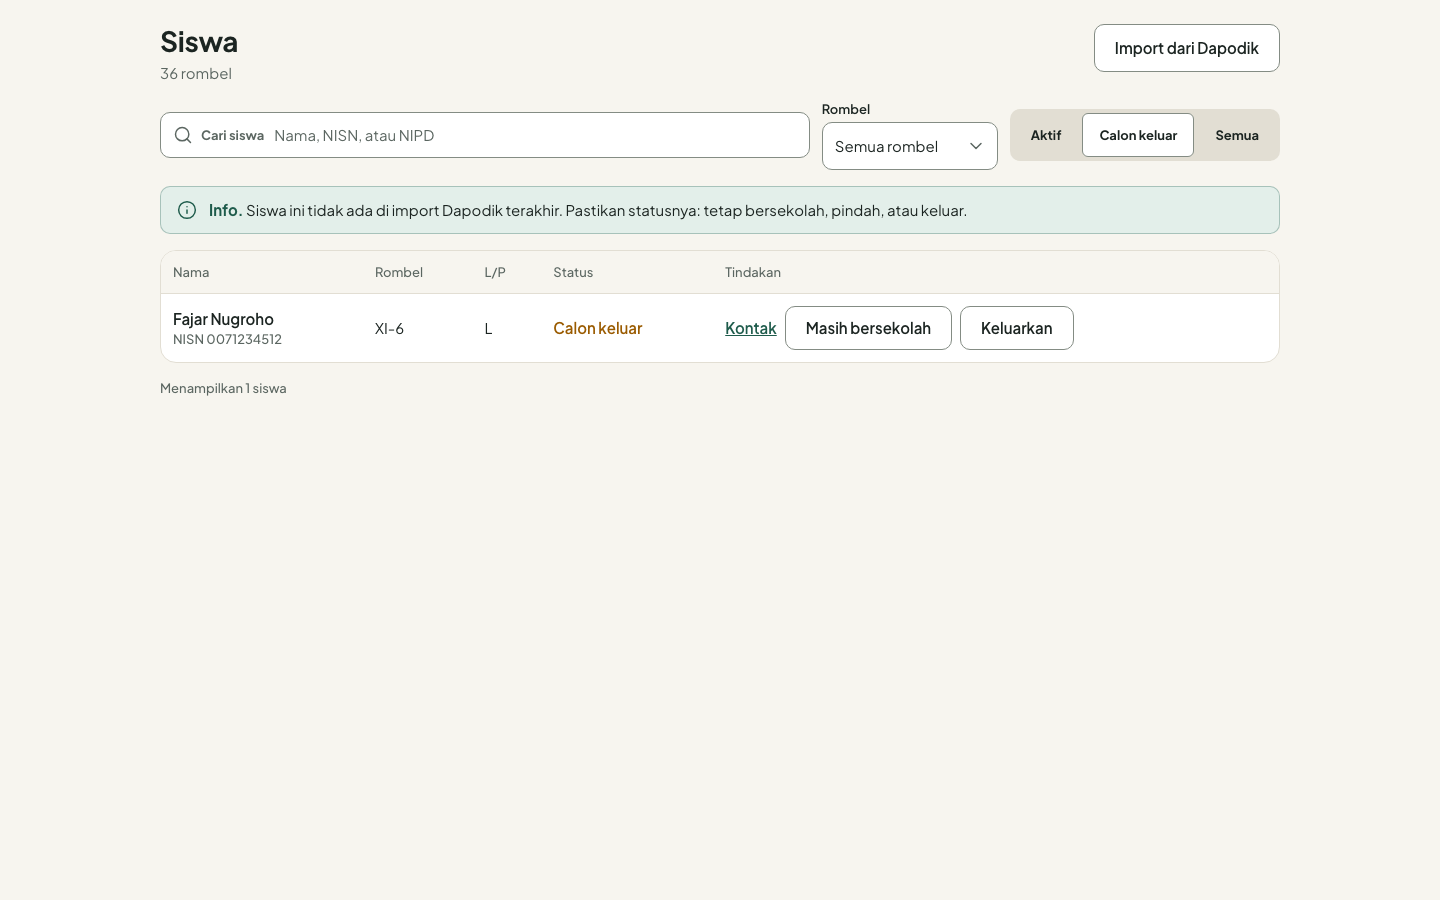 Siswa
36 rombel
Import dari Dapodik
Cari siswa Nama, NISN, atau NIPD
Rombel
Semua rombel
Aktif Calon keluar Semua
Info. Siswa ini tidak ada di import Dapodik terakhir. Pastikan statusnya: tetap bersekolah, pindah, atau keluar.
Nama Rombel L/P Status Tindakan
Fajar Nugroho
NISN 0071234512
XI-6 L Calon keluar Kontak Masih bersekolah Keluarkan
Menampilkan 1 siswa